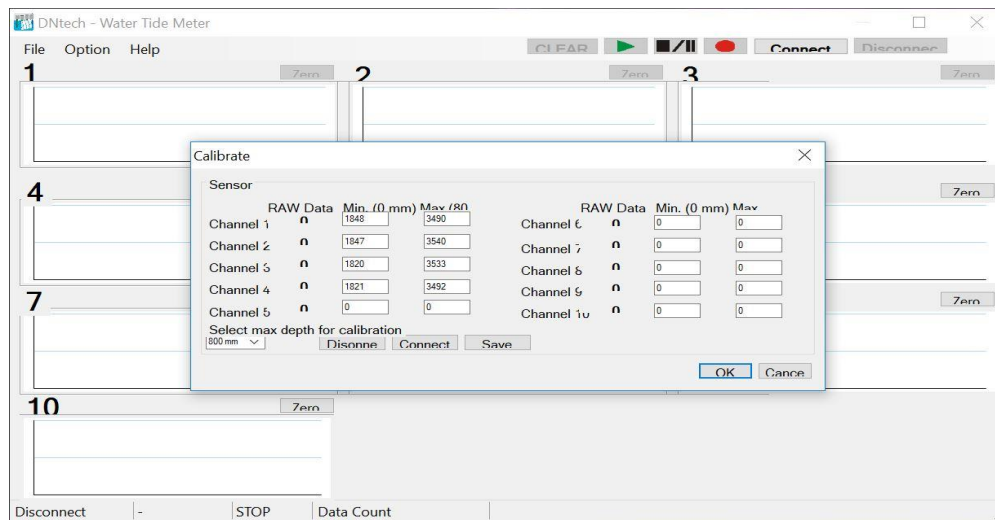 DNtech - Water Tide Meter
File Option Help CLEAR Connect Disconnec
1 Zero 2 Zero 3 Zero
Calibrate
Sensor
RAW Data Min. (0 mm) Max (80 RAW Data Min. (0 mm) Max
Channel 1 0 1848 3490 Channel 6 0 0 0
Channel 2 0 1847 3540 Channel 7 0 0 0
Channel 3 0 1820 3533 Channel 8 0 0 0
Channel 4 0 1821 3492 Channel 9 0 0 0
Channel 5 0 0 0 Channel 10 0 0 0
Select max depth for calibration
800 mm Disonne Connect Save
OK Cance
4 Zero
7 Zero
10 Zero
Disconnect - STOP Data Count